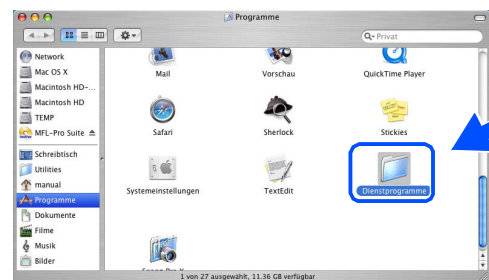 Programme
Privat
Network
Mac OS X
Macintosh HD-...
Macintosh HD
TEMP
MFL-Pro Suite
Schreibtisch
Utilities
manual
Programme
Dokumente
Filme
Musik
Bilder
Mail
Vorschau
QuickTime Player
Safari
Sherlock
Stickies
Systemeinstellungen
TextEdit
Dienstprogramme
1 von 27 ausgewählt, 11.36 GB verfügbar